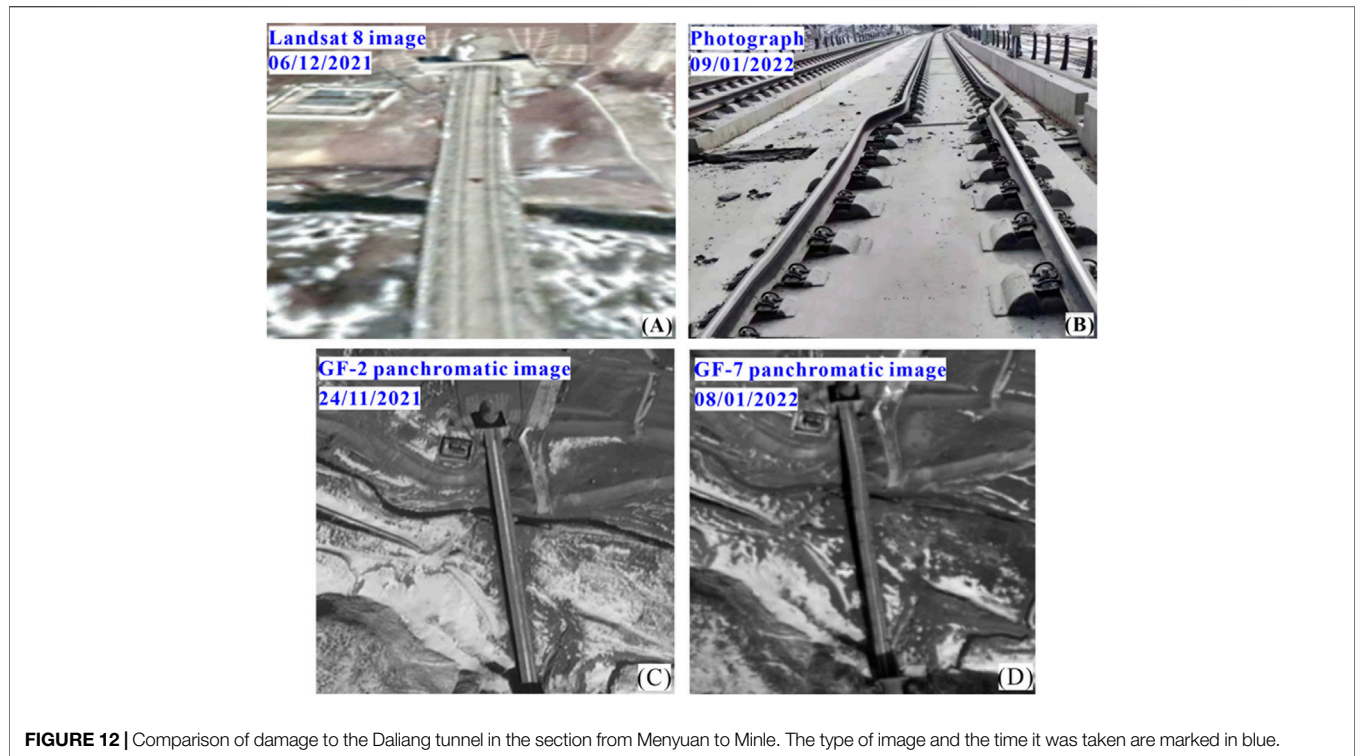 Landsat 8 image
06/12/2021
(A)
Photograph
09/01/2022
(B)
GF-2 panchromatic image
24/11/2021
(C)
GF-7 panchromatic image
08/01/2022
(D)
FIGURE 12 | Comparison of damage to the Daliang tunnel in the section from Menyuan to Minle. The type of image and the time it was taken are marked in blue.